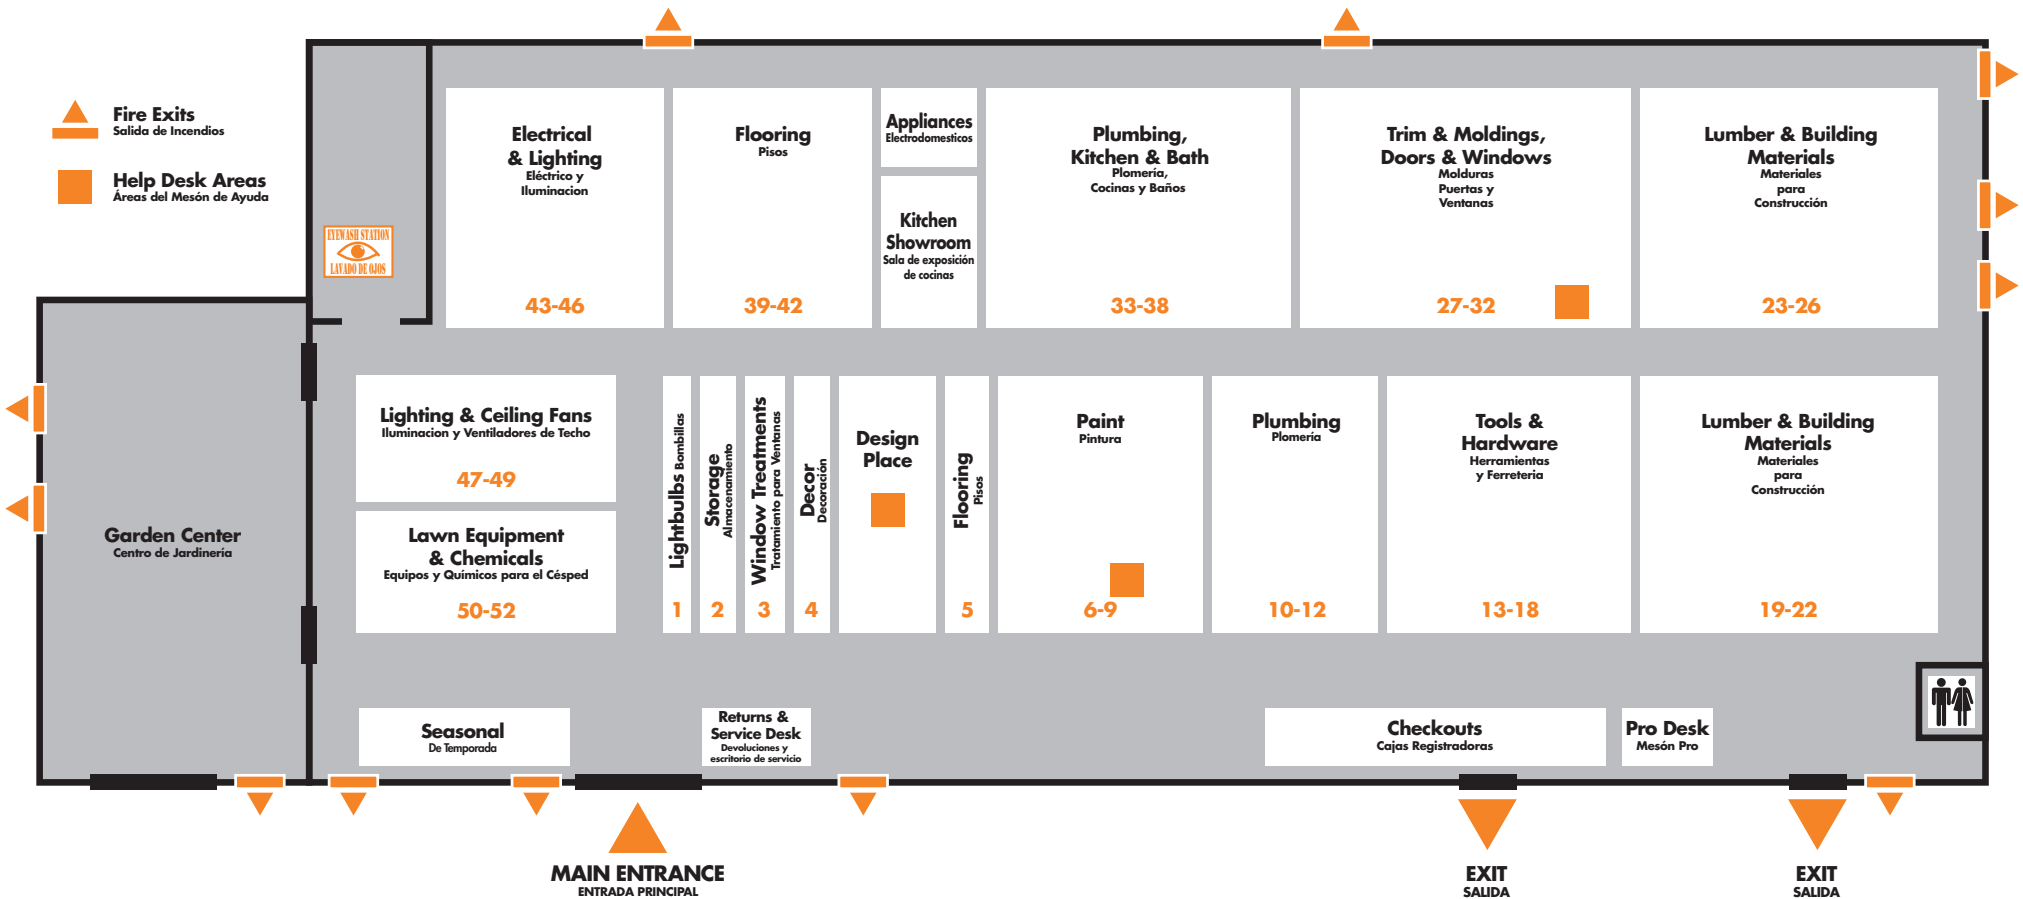 Fire Exits
Salida de Incendios
Help Desk Areas
Áreas del Mesón de Ayuda
EYEWASH STATION
LAVADO DE OJOS
Electrical
& Lighting
Eléctrico y
Iluminacion
43-46
Flooring
Pisos
39-42
Appliances
Electrodomesticos
Kitchen
Showroom
Sala de exposición
de cocinas
Plumbing,
Kitchen & Bath
Plomería,
Cocinas y Baños
33-38
Trim & Moldings,
Doors & Windows
Molduras
Puertas y
Ventanas
27-32
Lumber & Building
Materials
Materiales
para
Construcción
23-26
Garden Center
Centro de Jardinería
Lighting & Ceiling Fans
Iluminacion y Ventiladores de Techo
47-49
Lawn Equipment
& Chemicals
Equipos y Químicos para el Césped
50-52
Lightbulbs Bombillas
1
Storage
Almacenamiento
2
Window Treatments
Tratamiento para Ventanas
3
Decor
Decoración
4
Design
Place
Flooring
Pisos
5
Paint
Pintura
6-9
Plumbing
Plomería
10-12
Tools &
Hardware
Herramientas
y Ferreteria
13-18
Lumber & Building
Materials
Materiales
para
Construcción
19-22
Seasonal
De Temporada
Returns &
Service Desk
Devoluciones y
escritorio de servicio
Checkouts
Cajas Registradoras
Pro Desk
Mesón Pro
MAIN ENTRANCE
ENTRADA PRINCIPAL
EXIT
SALIDA
EXIT
SALIDA